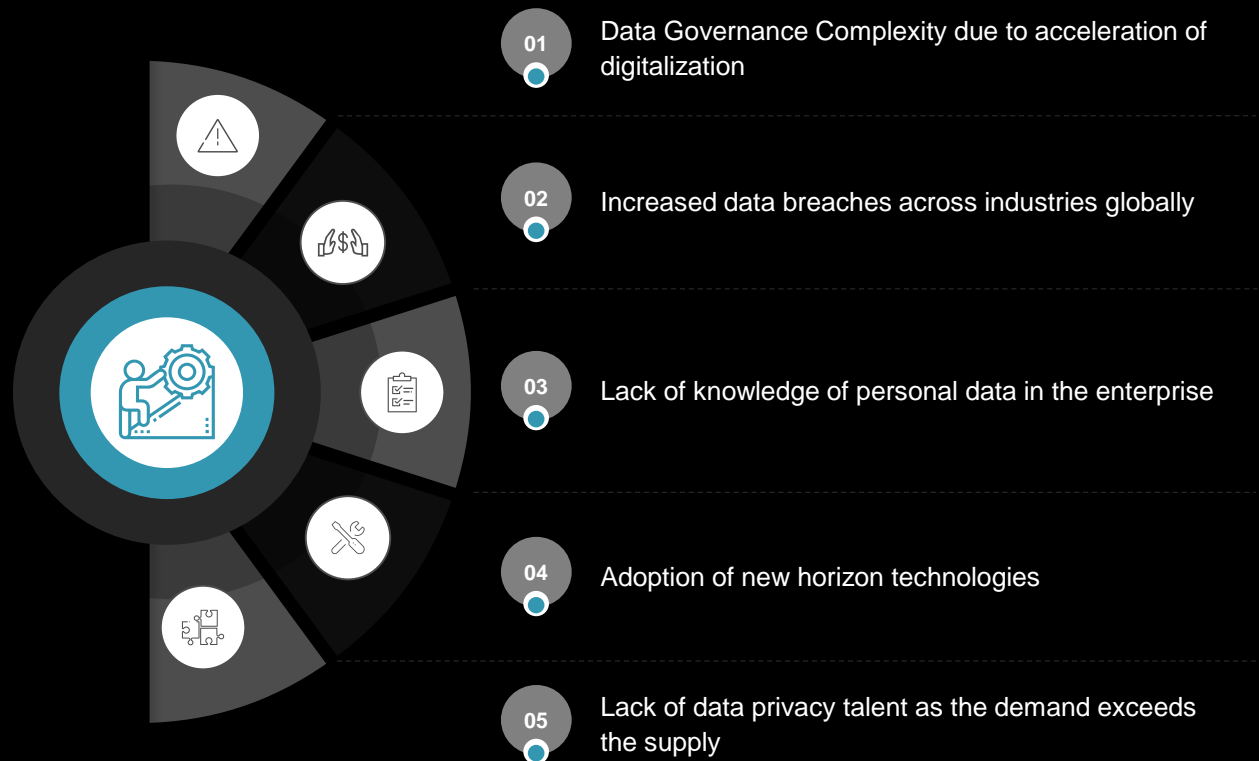 01
Data Governance Complexity due to acceleration of
digitalization
02
Increased data breaches across industries globally
$
03
Lack of knowledge of personal data in the enterprise
04
Adoption of new horizon technologies
05
Lack of data privacy talent as the demand exceeds
the supply